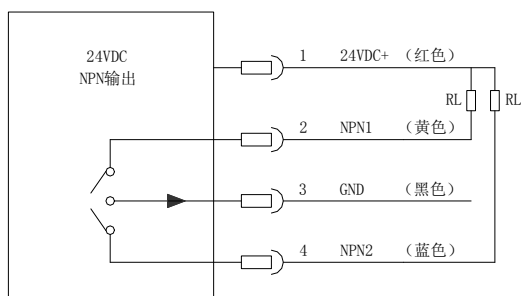 24VDC
NPN输出
1 24VDC+ （红色）
RL RL
2 NPN1 （黄色）
3 GND （黑色）
4 NPN2 （蓝色）